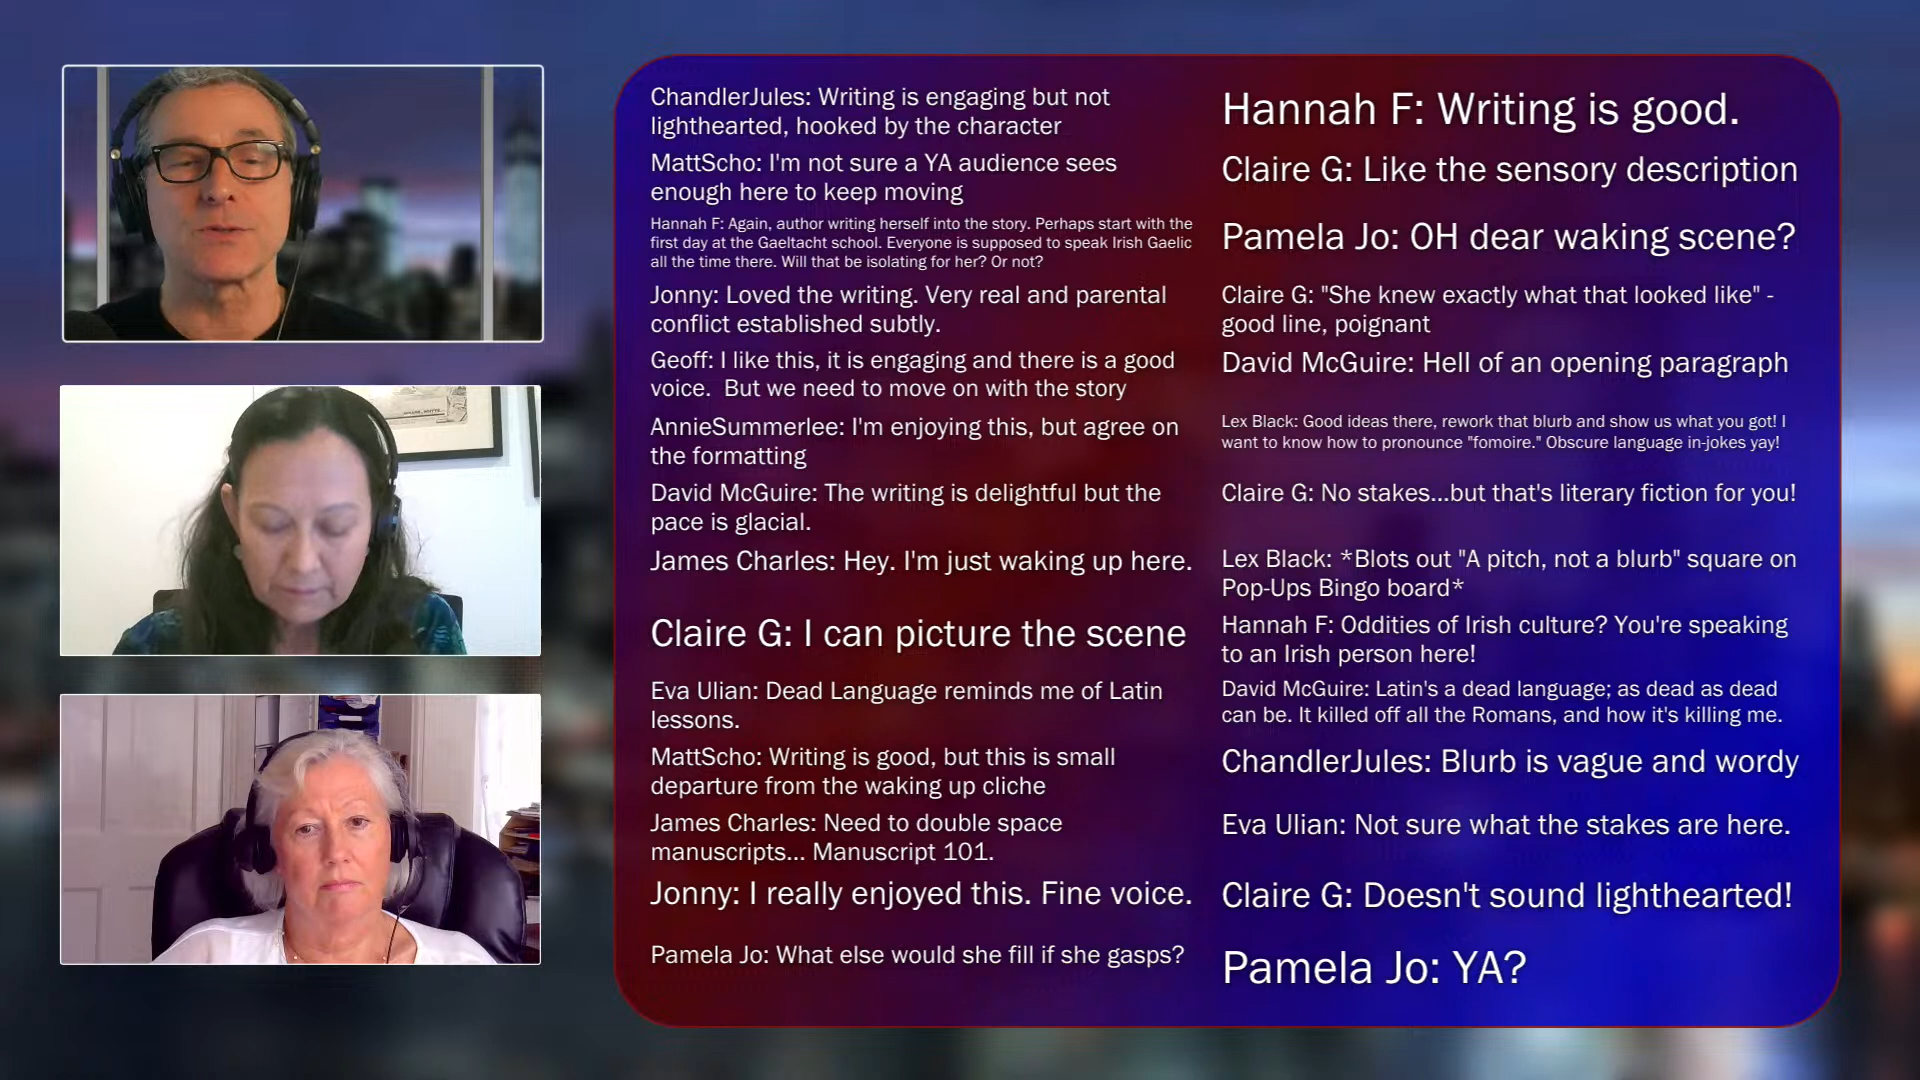 ChandlerJules: Writing is engaging but not
lighthearted, hooked by the character
MattScho: I'm not sure a YA audience sees
enough here to keep moving
Hannah F: Again, author writing herself into the story. Perhaps start with the
first day at the Gaeltacht school. Everyone is supposed to speak Irish Gaelic
all the time there. Will that be isolating for her? Or not?
Jonny: Loved the writing. Very real and parental
conflict established subtly.
Geoff: I like this, it is engaging and there is a good
voice.  But we need to move on with the story
AnnieSummerlee: I'm enjoying this, but agree on
the formatting
David McGuire: The writing is delightful but the
pace is glacial.
James Charles: Hey. I'm just waking up here.
Claire G: I can picture the scene
Eva Ulian: Dead Language reminds me of Latin
lessons.
MattScho: Writing is good, but this is small
departure from the waking up cliche
James Charles: Need to double space
manuscripts... Manuscript 101.
Jonny: I really enjoyed this. Fine voice.
Pamela Jo: What else would she fill if she gasps?
Hannah F: Writing is good.
Claire G: Like the sensory description
Pamela Jo: OH dear waking scene?
Claire G: "She knew exactly what that looked like" -
good line, poignant
David McGuire: Hell of an opening paragraph
Lex Black: Good ideas there, rework that blurb and show us what you got! I
want to know how to pronounce "fomoire." Obscure language in-jokes yay!
Claire G: No stakes...but that's literary fiction for you!
Lex Black: *Blots out "A pitch, not a blurb" square on
Pop-Ups Bingo board*
Hannah F: Oddities of Irish culture? You're speaking
to an Irish person here!
David McGuire: Latin's a dead language; as dead as dead
can be. It killed off all the Romans, and how it's killing me.
ChandlerJules: Blurb is vague and wordy
Eva Ulian: Not sure what the stakes are here.
Claire G: Doesn't sound lighthearted!
Pamela Jo: YA?